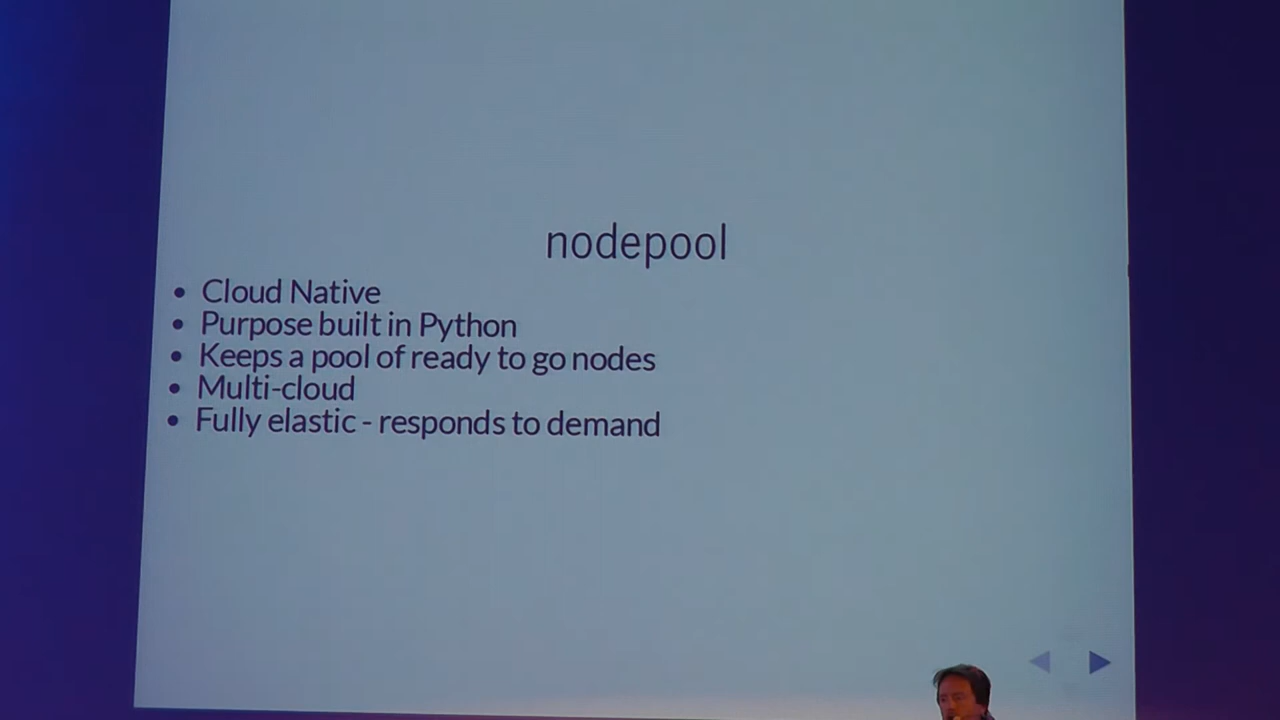 nodepool
• Cloud Native
• Purpose built in Python
• Keeps a pool of ready to go nodes
• Multi-cloud
• Fully elastic - responds to demand